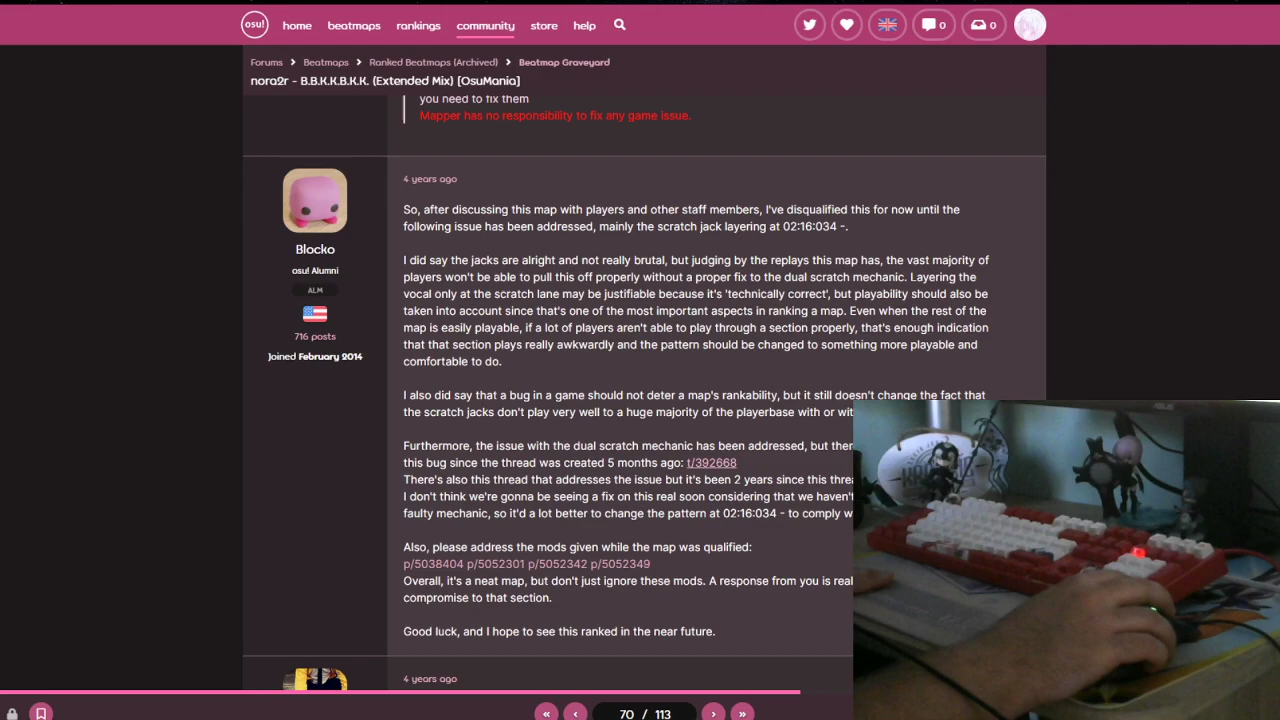 osu!
home
beatmaps
rankings
community
store
help
0
0
Forums
Beatmaps
Ranked Beatmaps (Archived)
Beatmap Graveyard
nora2r - B.B.K.K.B.K.K. (Extended Mix) [OsuMania]
you need to fix them
Mapper has no responsibility to fix any game issue.
Blocko
osu! Alumni
ALM
716 posts
Joined February 2014
4 years ago
So, after discussing this map with players and other staff members, I've disqualified this for now until the
following issue has been addressed, mainly the scratch jack layering at 02:16:034 -.
I did say the jacks are alright and not really brutal, but judging by the replays this map has, the vast majority of
players won't be able to pull this off properly without a proper fix to the dual scratch mechanic. Layering the
vocal only at the scratch lane may be justifiable because it's 'technically correct', but playability should also be
taken into account since that's one of the most important aspects in ranking a map. Even when the rest of the
map is easily playable, if a lot of players aren't able to play through a section properly, that's enough indication
that that section plays really awkwardly and the pattern should be changed to something more playable and
comfortable to do.
I also did say that a bug in a game should not deter a map's rankability, but it still doesn't change the fact that
the scratch jacks don't play very well to a huge majority of the playerbase with or wit
Furthermore, the issue with the dual scratch mechanic has been addressed, but ther
this bug since the thread was created 5 months ago: t/392668
There's also this thread that addresses the issue but it's been 2 years since this threa
I don't think we're gonna be seeing a fix on this real soon considering that we haven't
faulty mechanic, so it'd a lot better to change the pattern at 02:16:034 - to comply w
Also, please address the mods given while the map was qualified:
p/5038404 p/5052301 p/5052342 p/5052349
Overall, it's a neat map, but don't just ignore these mods. A response from you is real
compromise to that section.
Good luck, and I hope to see this ranked in the near future.
4 years ago
70 / 113